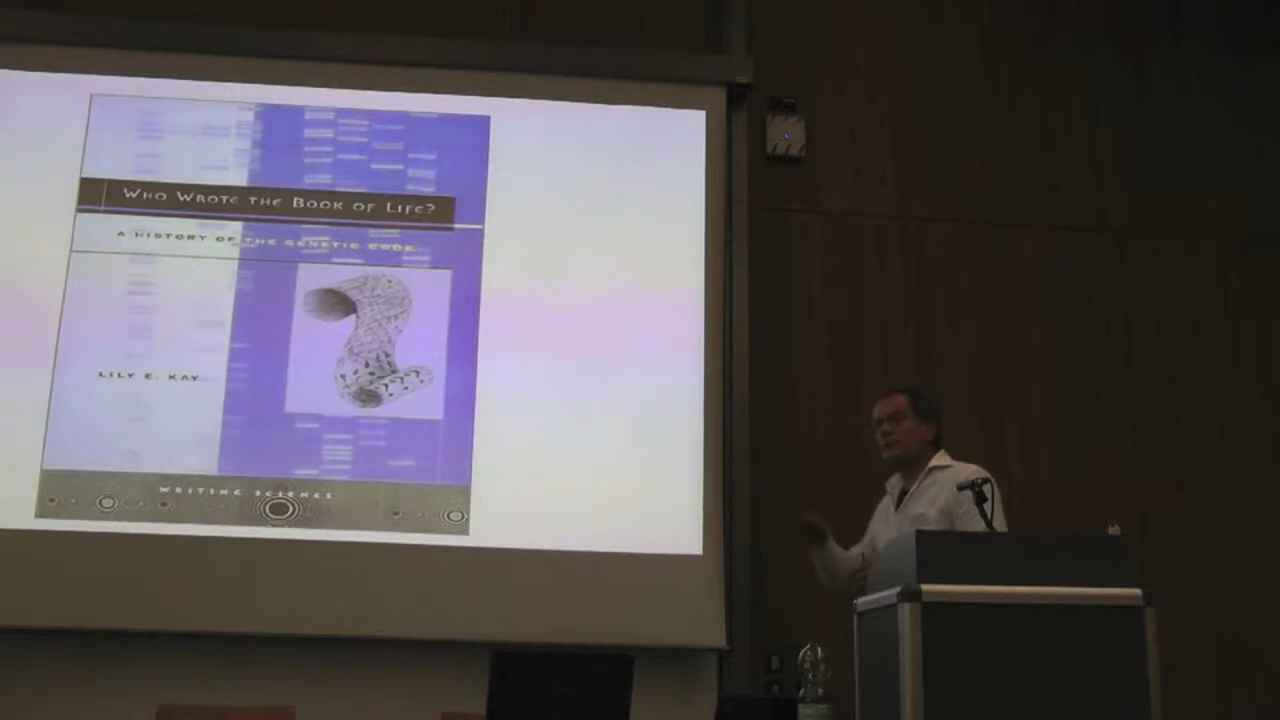 WHO WROTE THE BOOK OF LIFE?
A HISTORY OF THE GENETIC CODE
LILY E. KAY
WRITING SCIENCE